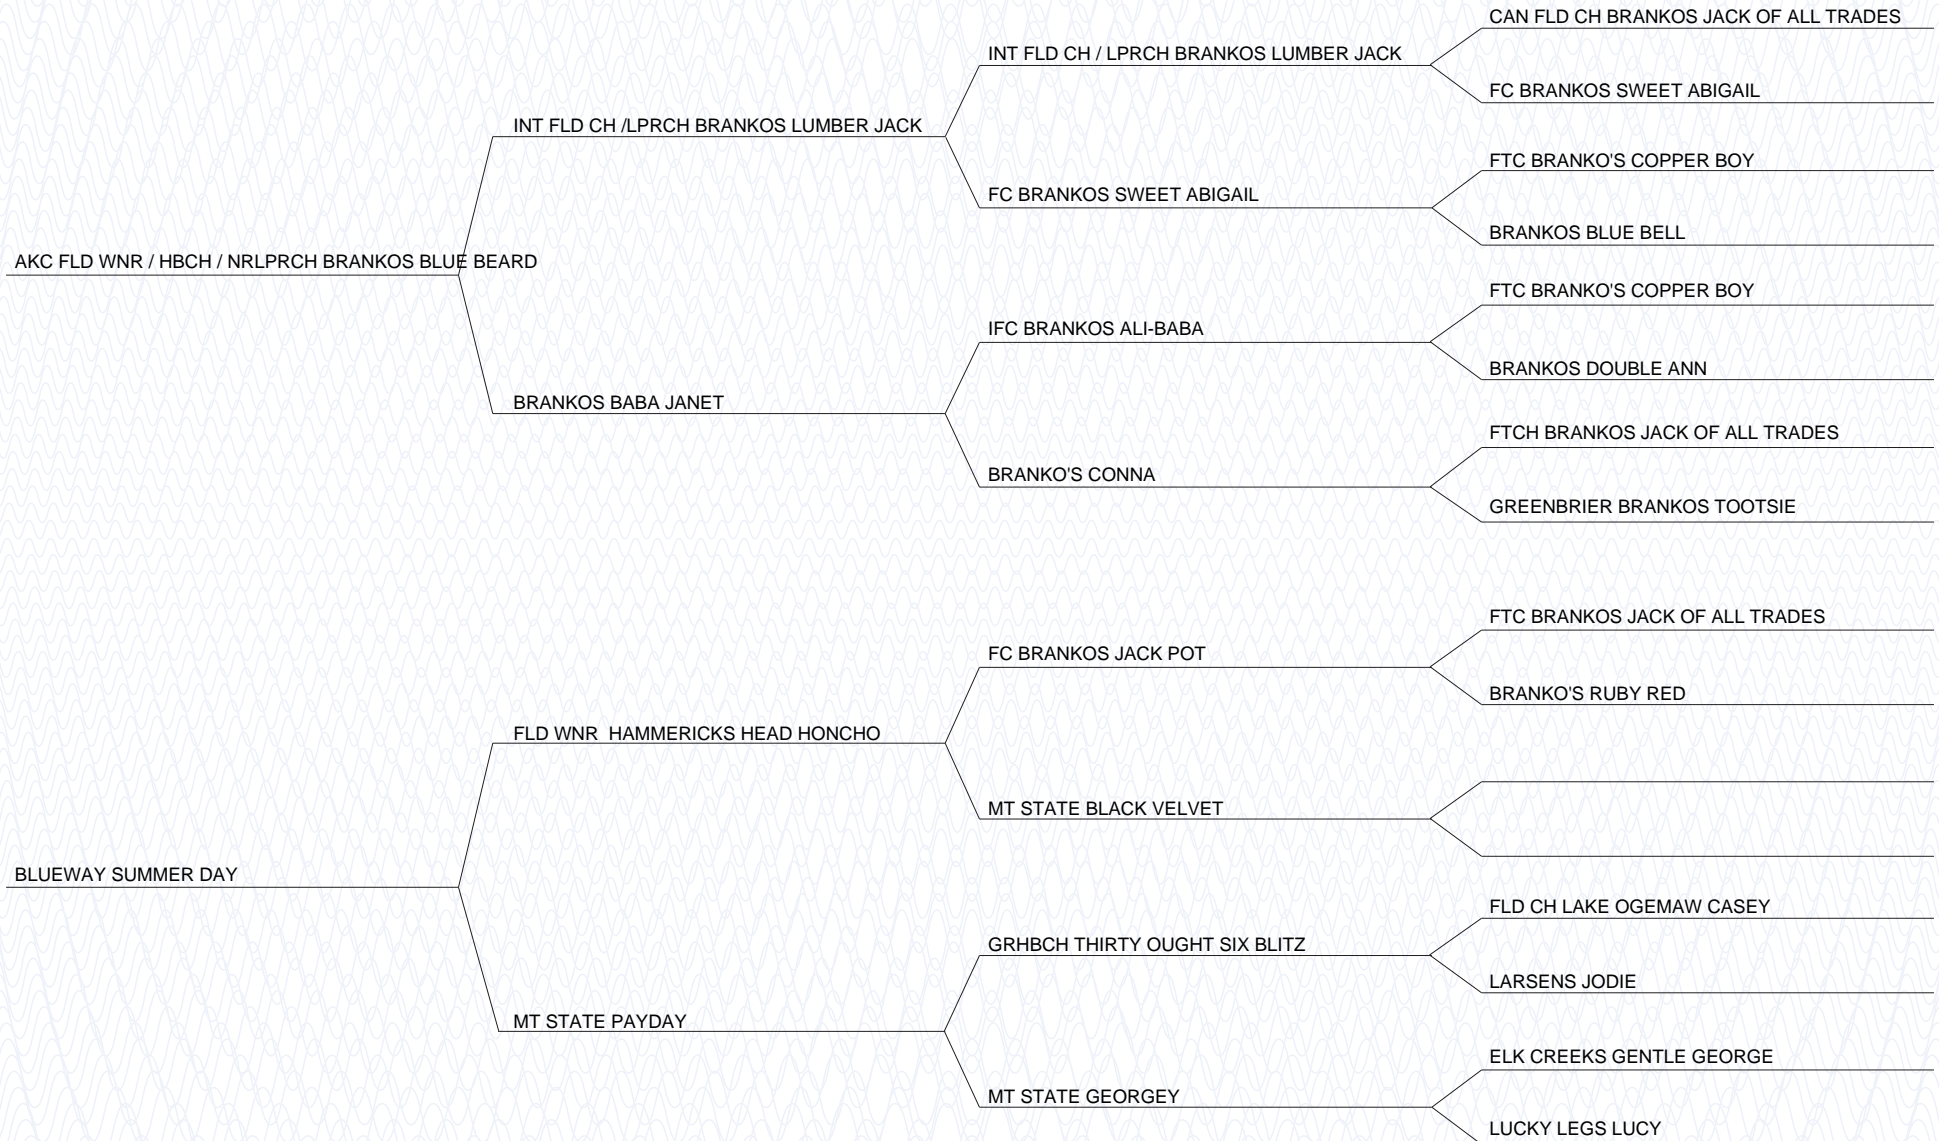 CAN FLD CH BRANKOS JACK OF ALL TRADES
INT FLD CH / LPRCH BRANKOS LUMBER JACK
FC BRANKOS SWEET ABIGAIL
INT FLD CH /LPRCH BRANKOS LUMBER JACK
FTC BRANKO'S COPPER BOY
FC BRANKOS SWEET ABIGAIL
BRANKOS BLUE BELL
AKC FLD WNR / HBCH / NRLPRCH BRANKOS BLUE BEARD
FTC BRANKO'S COPPER BOY
IFC BRANKOS ALI-BABA
BRANKOS DOUBLE ANN
BRANKOS BABA JANET
FTCH BRANKOS JACK OF ALL TRADES
BRANKO'S CONNA
GREENBRIER BRANKOS TOOTSIE
FTC BRANKOS JACK OF ALL TRADES
FC BRANKOS JACK POT
BRANKO'S RUBY RED
FLD WNR  HAMMERICKS HEAD HONCHO
MT STATE BLACK VELVET
BLUEWAY SUMMER DAY
FLD CH LAKE OGEMAW CASEY
GRHBCH THIRTY OUGHT SIX BLITZ
LARSENS JODIE
MT STATE PAYDAY
ELK CREEKS GENTLE GEORGE
MT STATE GEORGEY
LUCKY LEGS LUCY